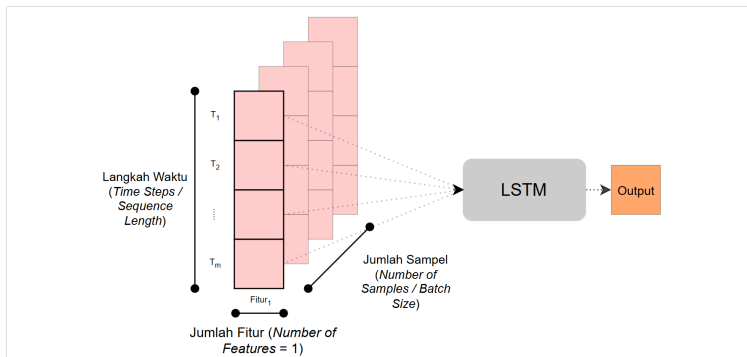 T1
T2
Langkah Waktu
(Time Steps /
Sequence
Length)
⋮
Tm
Fitur1
Jumlah Fitur (Number of
Features = 1)
Jumlah Sampel
(Number of
Samples / Batch
Size)
LSTM
Output